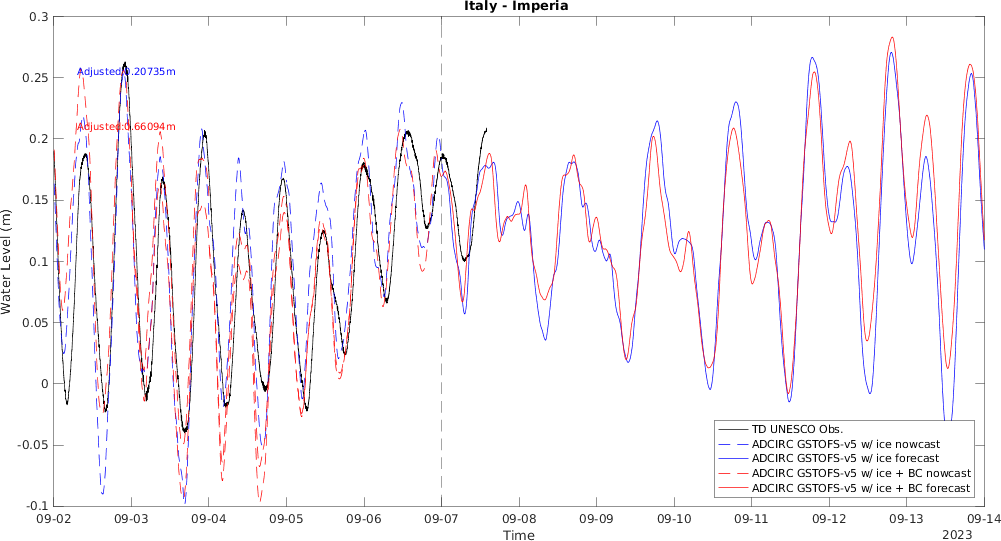 Italy - Imperia
0.3
0.25
0.2
0.15
0.1
0.05
0
-0.05
-0.1
Water Level (m)
Adjusted:0.20735m
Adjusted:0.66094m
TD UNESCO Obs.
ADCIRC GSTOFS-v5 w/ ice nowcast
ADCIRC GSTOFS-v5 w/ ice forecast
ADCIRC GSTOFS-v5 w/ ice + BC nowcast
ADCIRC GSTOFS-v5 w/ ice + BC forecast
09-02 09-03 09-04 09-05 09-06 09-07 09-08 09-09 09-10 09-11 09-12 09-13 09-14
Time
2023